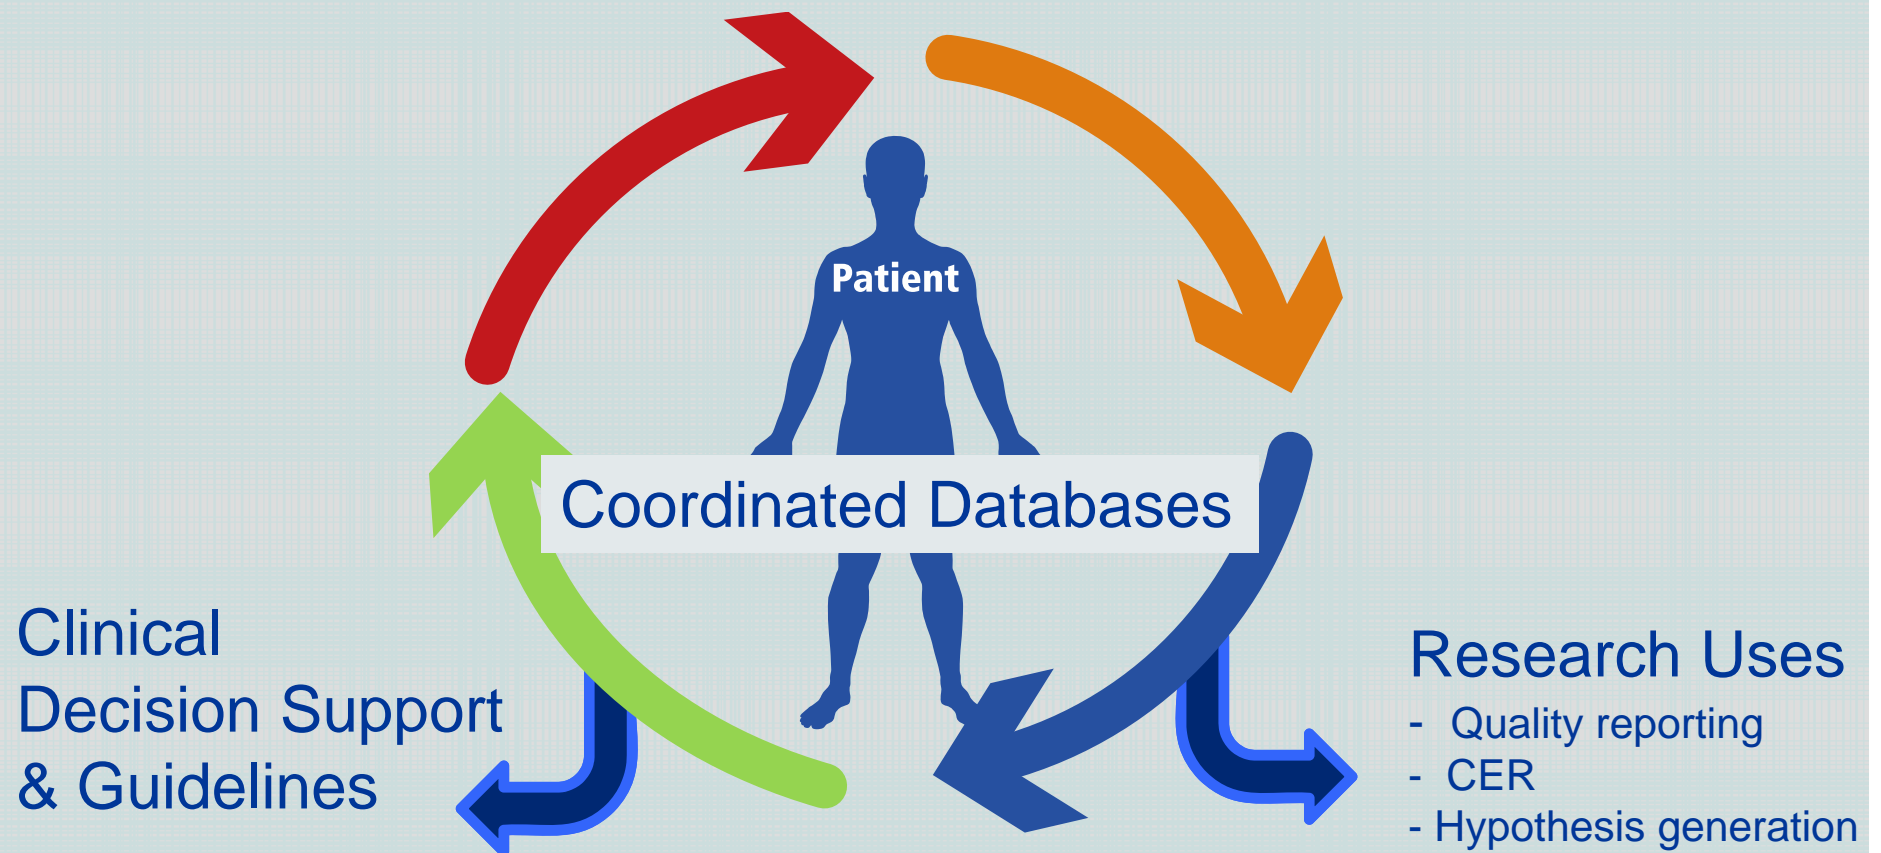 Patient
Coordinated Databases
Clinical
Decision Support
& Guidelines
Research Uses
- Quality reporting
- CER
- Hypothesis generation